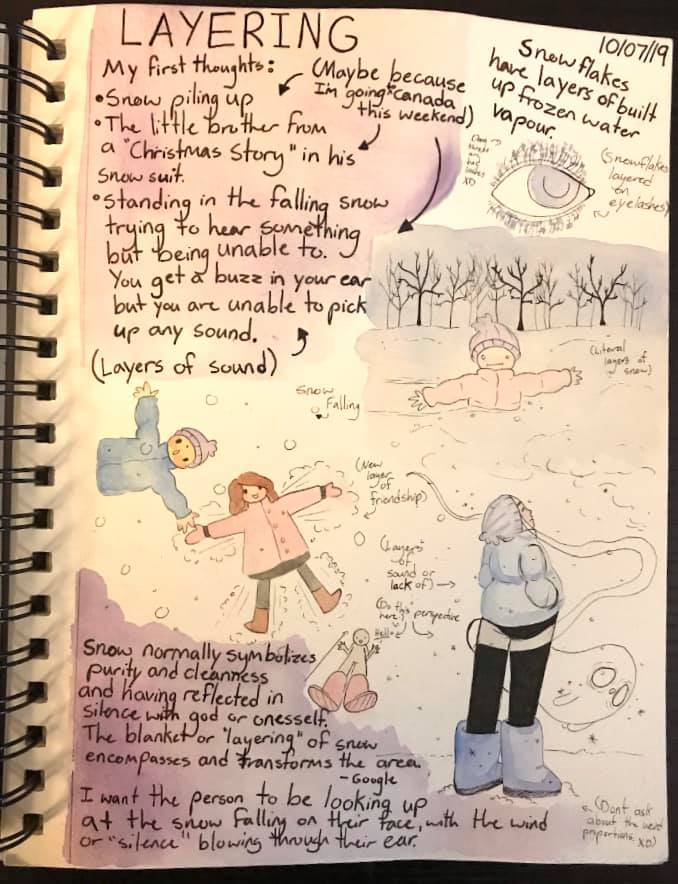 LAYERING
10/07/19
My first thoughts:
• Snow piling up
• The little brother from
a "Christmas Story" in his
snow suit.
• Standing in the falling snow
trying to hear something
but being unable to.
You get a buzz in your ear
but you are unable to pick
up any sound.
(Layers of sound)
(Maybe because
I'm going canada
this weekend)
Snow flakes
have layers of built
up frozen water
vapour.
XD
(Snowflakes
layered
on
eyelashes)
(Literal
layers of
snow)
Snow
Falling
(New
layer
of
friendship)
(Layers
of
sound or
lack of) →
(Do this perspective
here?)
Hello
Snow normally symbolizes
purity and cleanness
and having reflected in
silence with god or onesself.
The blanket or "layering" of snow
encompasses and transforms the area.
- Google
I want the person to be looking up
at the snow falling on their face, with the wind
or "silence" blowing through their ear.
(Dont ask
about the weird
proportions. XD)